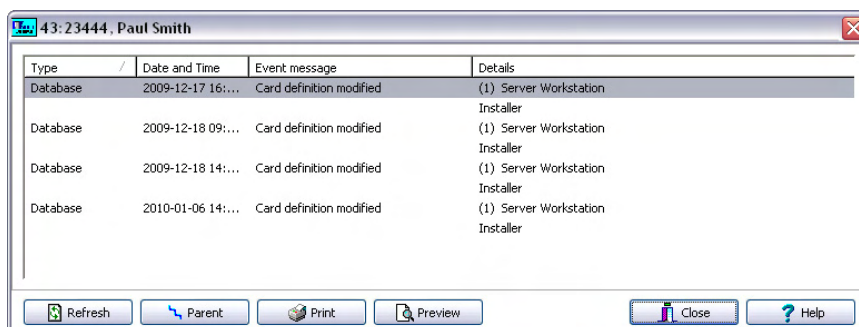 43:23444, Paul Smith
Type Date and Time Event message Details
Database 2009-12-17 16:... Card definition modified (1) Server Workstation
Installer
Database 2009-12-18 09:... Card definition modified (1) Server Workstation
Installer
Database 2009-12-18 14:... Card definition modified (1) Server Workstation
Installer
Database 2010-01-06 14:... Card definition modified (1) Server Workstation
Installer
Refresh Parent Print Preview Close Help